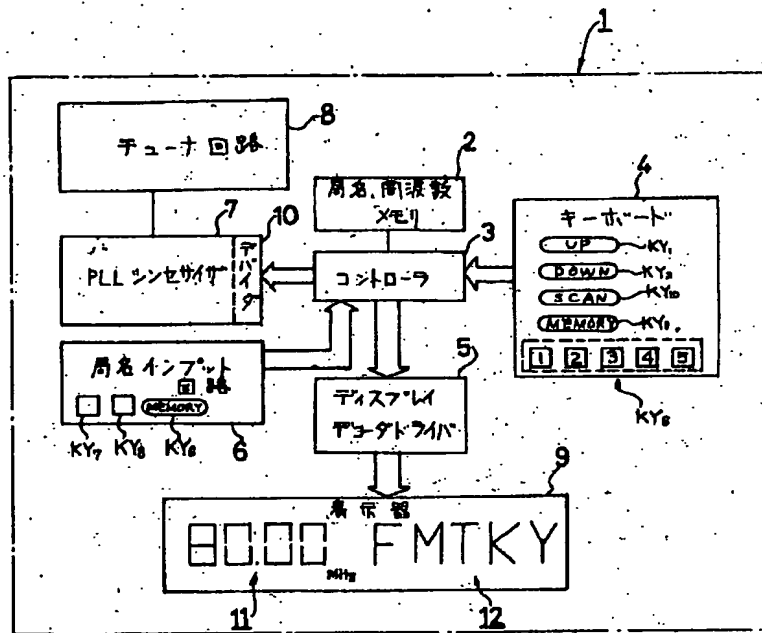 1
8
チューナ回路
2
局名、周波数
メモリ
4
キーボード
UP
KY₁
DOWN
KY₂
SCAN
KY₁₀
MEMORY
KY₉
1 2 3 4 5
7
10
PLL シンセサイザ
デバイダ
3
コントローラ
局名インプット
回路
MEMORY
KY₇
KY₈
KY₆
6
5
ディスプレイ
デコーダドライバ
9
表示器
80.00
MHz
FMTKY
11
12